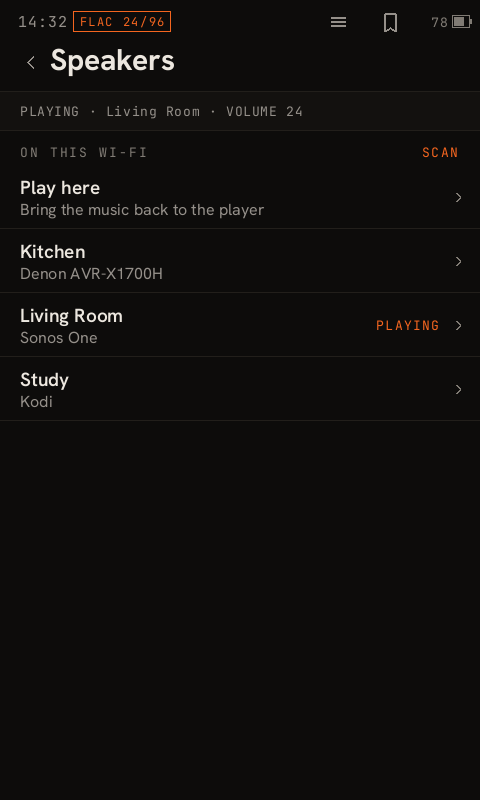 14:32 FLAC 24/96 78
Speakers
PLAYING · Living Room · VOLUME 24
ON THIS WI-FI SCAN
Play here
Bring the music back to the player
Kitchen
Denon AVR-X1700H
Living Room
Sonos One
PLAYING
Study
Kodi